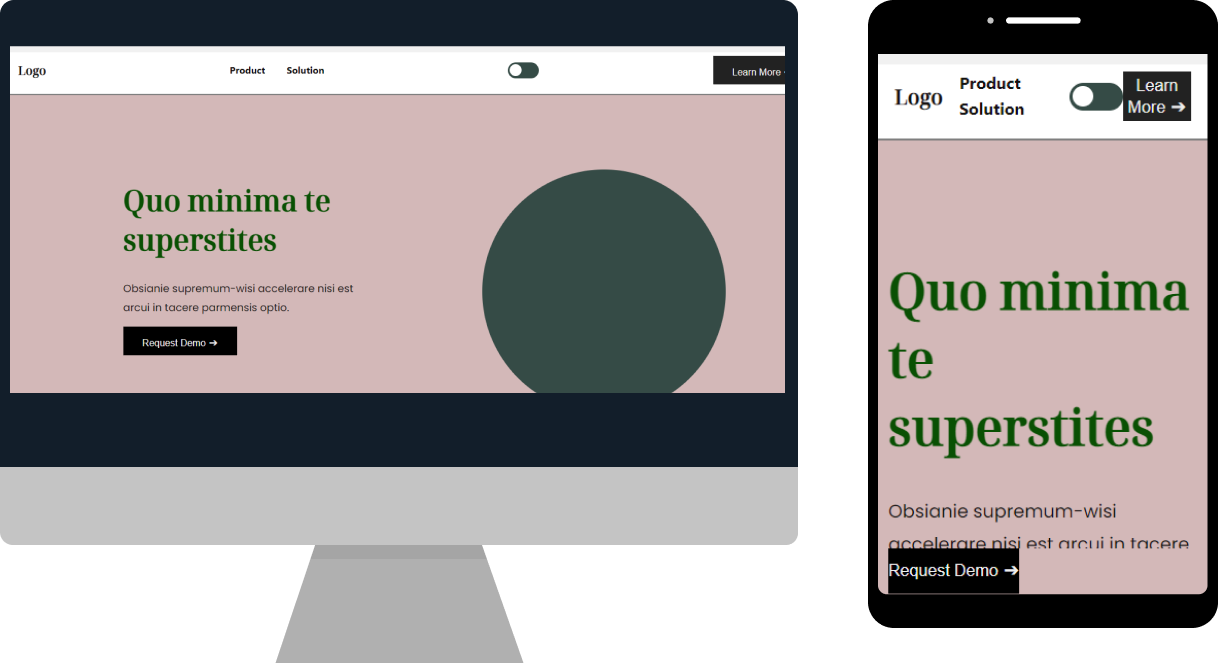 Logo
Product
Solution
Learn More
Quo minima te
superstites
Obsianie supremum-wisi accelerare nisi est
arcui in tacere parmensis optio.
Request Demo ➔
Logo
Product
Solution
Learn
More ➔
Quo minima
te
superstites
Obsianie supremum-wisi
accelerare nisi est arcui in tacere
Request Demo ➔